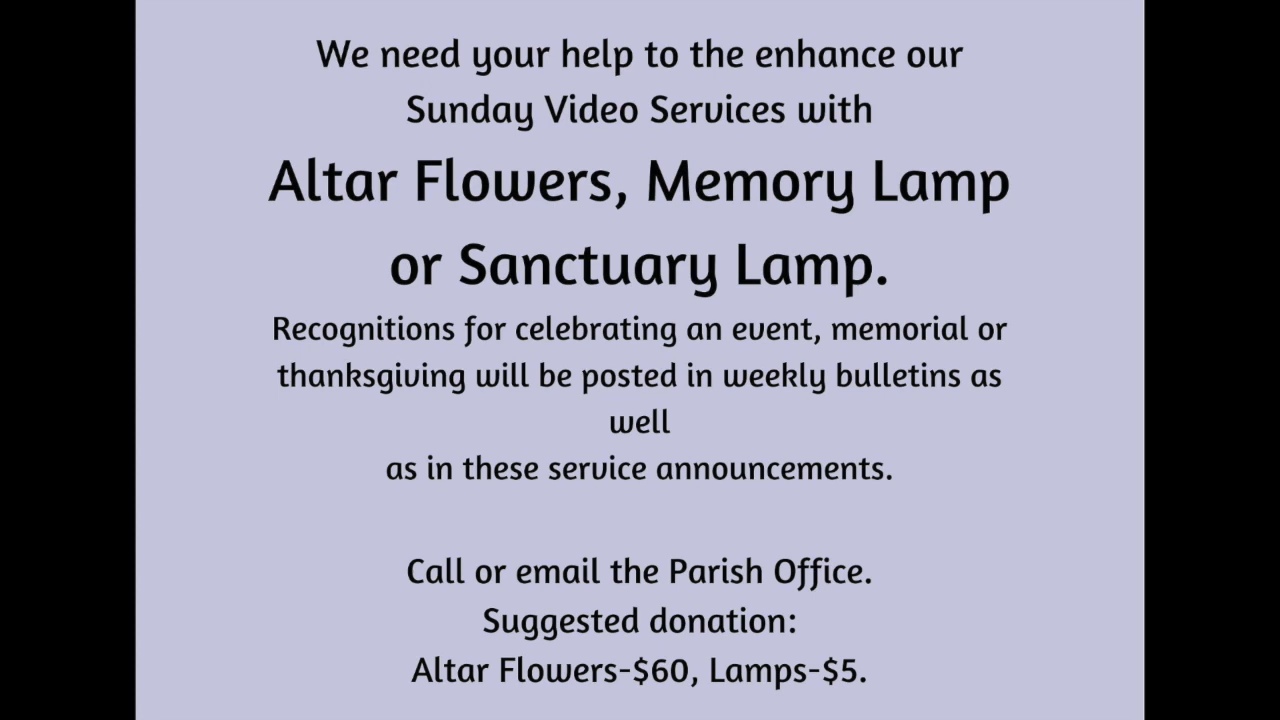 We need your help to the enhance our
Sunday Video Services with
Altar Flowers, Memory Lamp
or Sanctuary Lamp.
Recognitions for celebrating an event, memorial or
thanksgiving will be posted in weekly bulletins as
well
as in these service announcements.
Call or email the Parish Office.
Suggested donation:
Altar Flowers-$60, Lamps-$5.